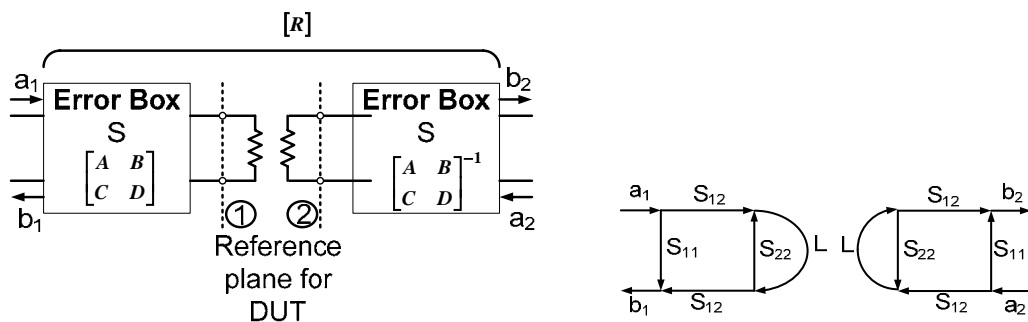 [R]
a1
b2
Error Box
Error Box
S
S
[A B
C D]
[A B
C D]−1
b1
1
2
a2
Reference
plane for
DUT
a1
S12
S12
b2
S11
S22
L
L
S22
S11
b1
S12
S12
a2